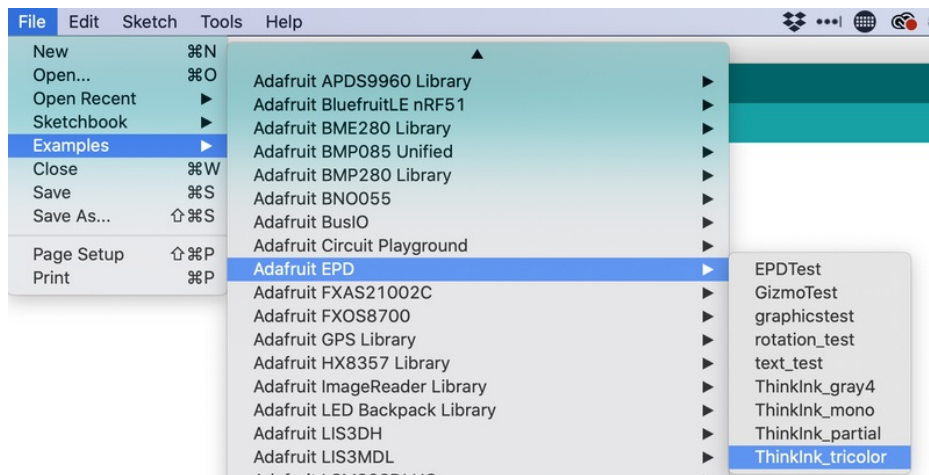 File Edit Sketch Tools Help
New ⌘N
Open... ⌘O
Open Recent ▶
Sketchbook ▶
Examples ▶
Close ⌘W
Save ⌘S
Save As... ⇧⌘S
Page Setup ⇧⌘P
Print ⌘P
Adafruit APDS9960 Library
Adafruit BluefruitLE nRF51
Adafruit BME280 Library
Adafruit BMP085 Unified
Adafruit BMP280 Library
Adafruit BNO055
Adafruit BusIO
Adafruit Circuit Playground
Adafruit EPD
Adafruit FXAS21002C
Adafruit FXOS8700
Adafruit GPS Library
Adafruit HX8357 Library
Adafruit ImageReader Library
Adafruit LED Backpack Library
Adafruit LIS3DH
Adafruit LIS3MDL
EPDTest
GizmoTest
graphicstest
rotation_test
text_test
ThinkInk_gray4
ThinkInk_mono
ThinkInk_partial
ThinkInk_tricolor